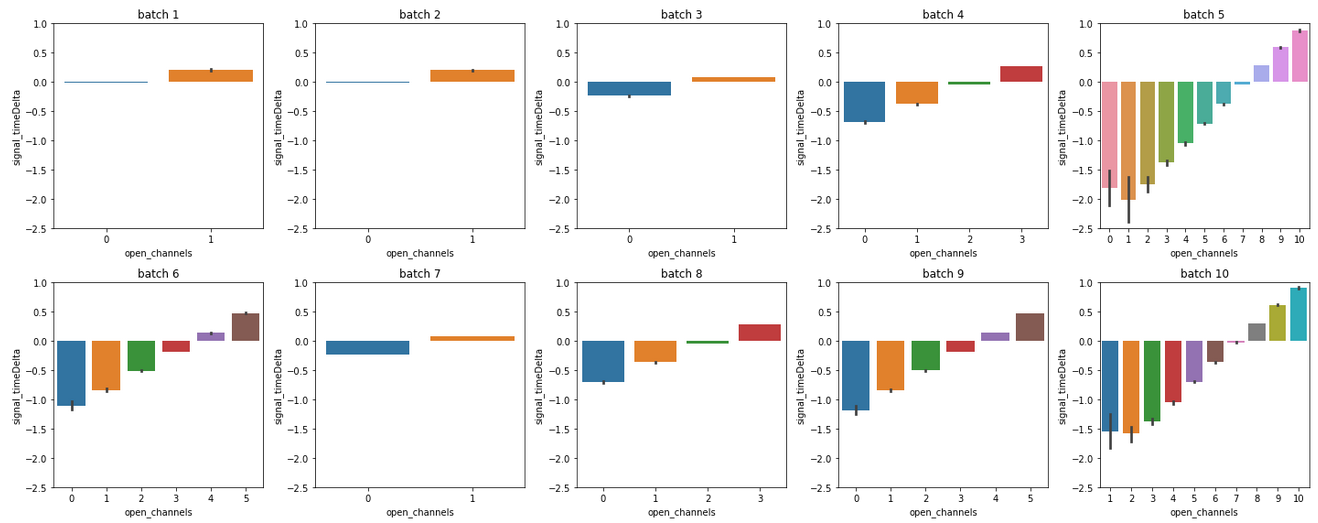 batch 1
1.0
0.5
0.0
−0.5
−1.0
−1.5
−2.0
−2.5
signal_timeDelta
0 1
open_channels
batch 2
1.0
0.5
0.0
−0.5
−1.0
−1.5
−2.0
−2.5
signal_timeDelta
0 1
open_channels
batch 3
1.0
0.5
0.0
−0.5
−1.0
−1.5
−2.0
−2.5
signal_timeDelta
0 1
open_channels
batch 4
1.0
0.5
0.0
−0.5
−1.0
−1.5
−2.0
−2.5
signal_timeDelta
0 1 2 3
open_channels
batch 5
1.0
0.5
0.0
−0.5
−1.0
−1.5
−2.0
−2.5
signal_timeDelta
0 1 2 3 4 5 6 7 8 9 10
open_channels
batch 6
1.0
0.5
0.0
−0.5
−1.0
−1.5
−2.0
−2.5
signal_timeDelta
0 1 2 3 4 5
open_channels
batch 7
1.0
0.5
0.0
−0.5
−1.0
−1.5
−2.0
−2.5
signal_timeDelta
0 1
open_channels
batch 8
1.0
0.5
0.0
−0.5
−1.0
−1.5
−2.0
−2.5
signal_timeDelta
0 1 2 3
open_channels
batch 9
1.0
0.5
0.0
−0.5
−1.0
−1.5
−2.0
−2.5
signal_timeDelta
0 1 2 3 4 5
open_channels
batch 10
1.0
0.5
0.0
−0.5
−1.0
−1.5
−2.0
−2.5
signal_timeDelta
1 2 3 4 5 6 7 8 9 10
open_channels